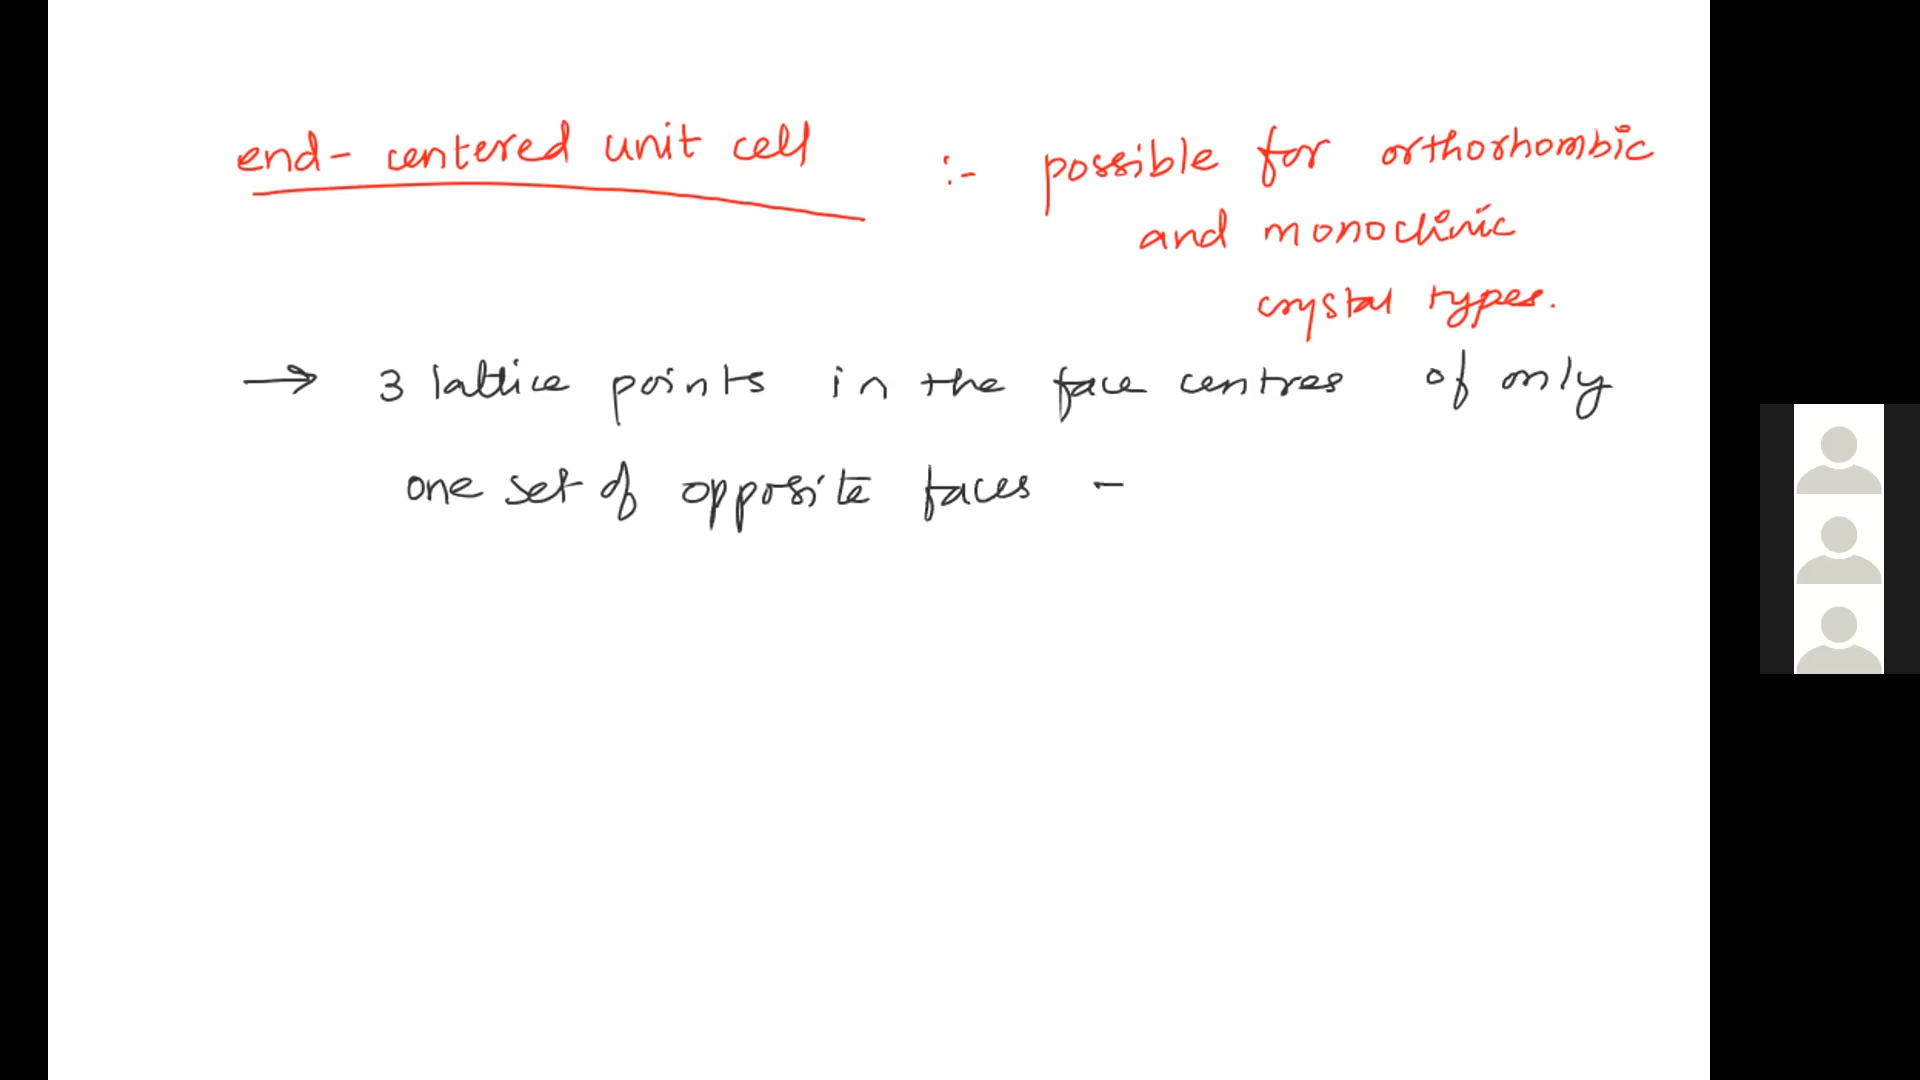 end- centered unit cell :- possible for orthorhombic
and monoclinic
crystal types.
→ 3 lattice points in the face centres of only
one set of opposite faces -